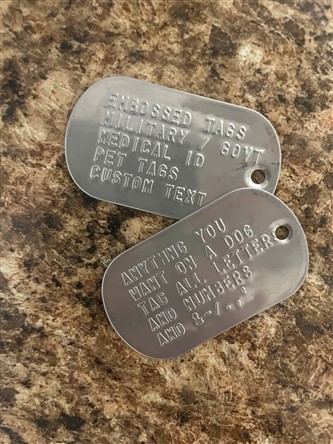 EMBOSSED TAGS
MILITARY / GOVT
MEDICAL ID
PET TAGS
CUSTOM TEXT
ANYTHING YOU
WANT ON A DOG
TAG ALL LETTER
AND NUMBERS
AND &-/.,'